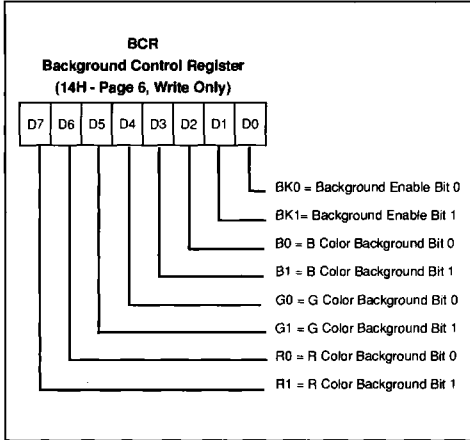 BCR
Background Control Register
(14H - Page 6, Write Only)
D7 D6 D5 D4 D3 D2 D1 D0
BK0 = Background Enable Bit 0
BK1= Background Enable Bit 1
B0 = B Color Background Bit 0
B1 = B Color Background Bit 1
G0 = G Color Background Bit 0
G1 = G Color Background Bit 1
R0 = R Color Background Bit 0
R1 = R Color Background Bit 1